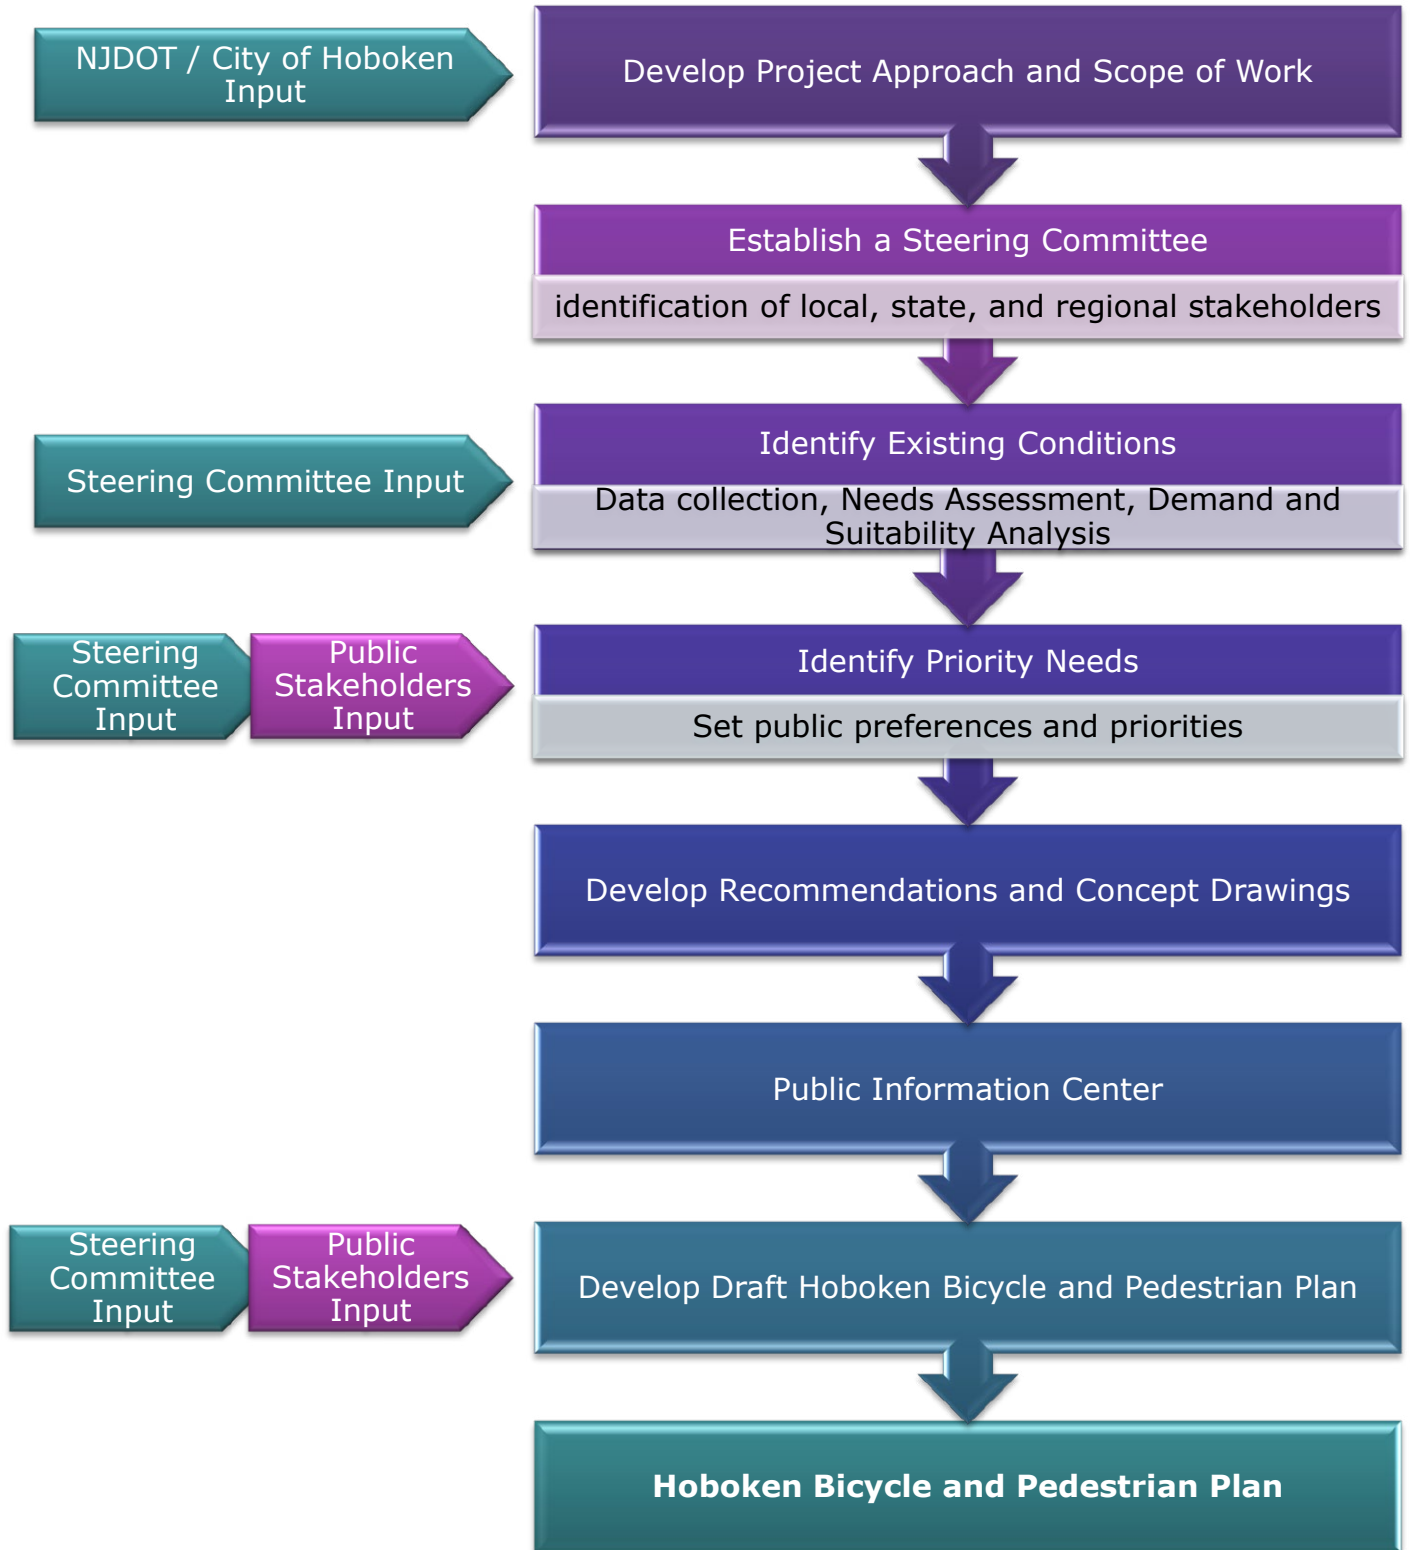 NJDOT / City of Hoboken
Input
Develop Project Approach and Scope of Work
Establish a Steering Committee
identification of local, state, and regional stakeholders
Steering Committee Input
Identify Existing Conditions
Data collection, Needs Assessment, Demand and
Suitability Analysis
Steering
Committee
Input
Public
Stakeholders
Input
Identify Priority Needs
Set public preferences and priorities
Develop Recommendations and Concept Drawings
Public Information Center
Steering
Committee
Input
Public
Stakeholders
Input
Develop Draft Hoboken Bicycle and Pedestrian Plan
Hoboken Bicycle and Pedestrian Plan